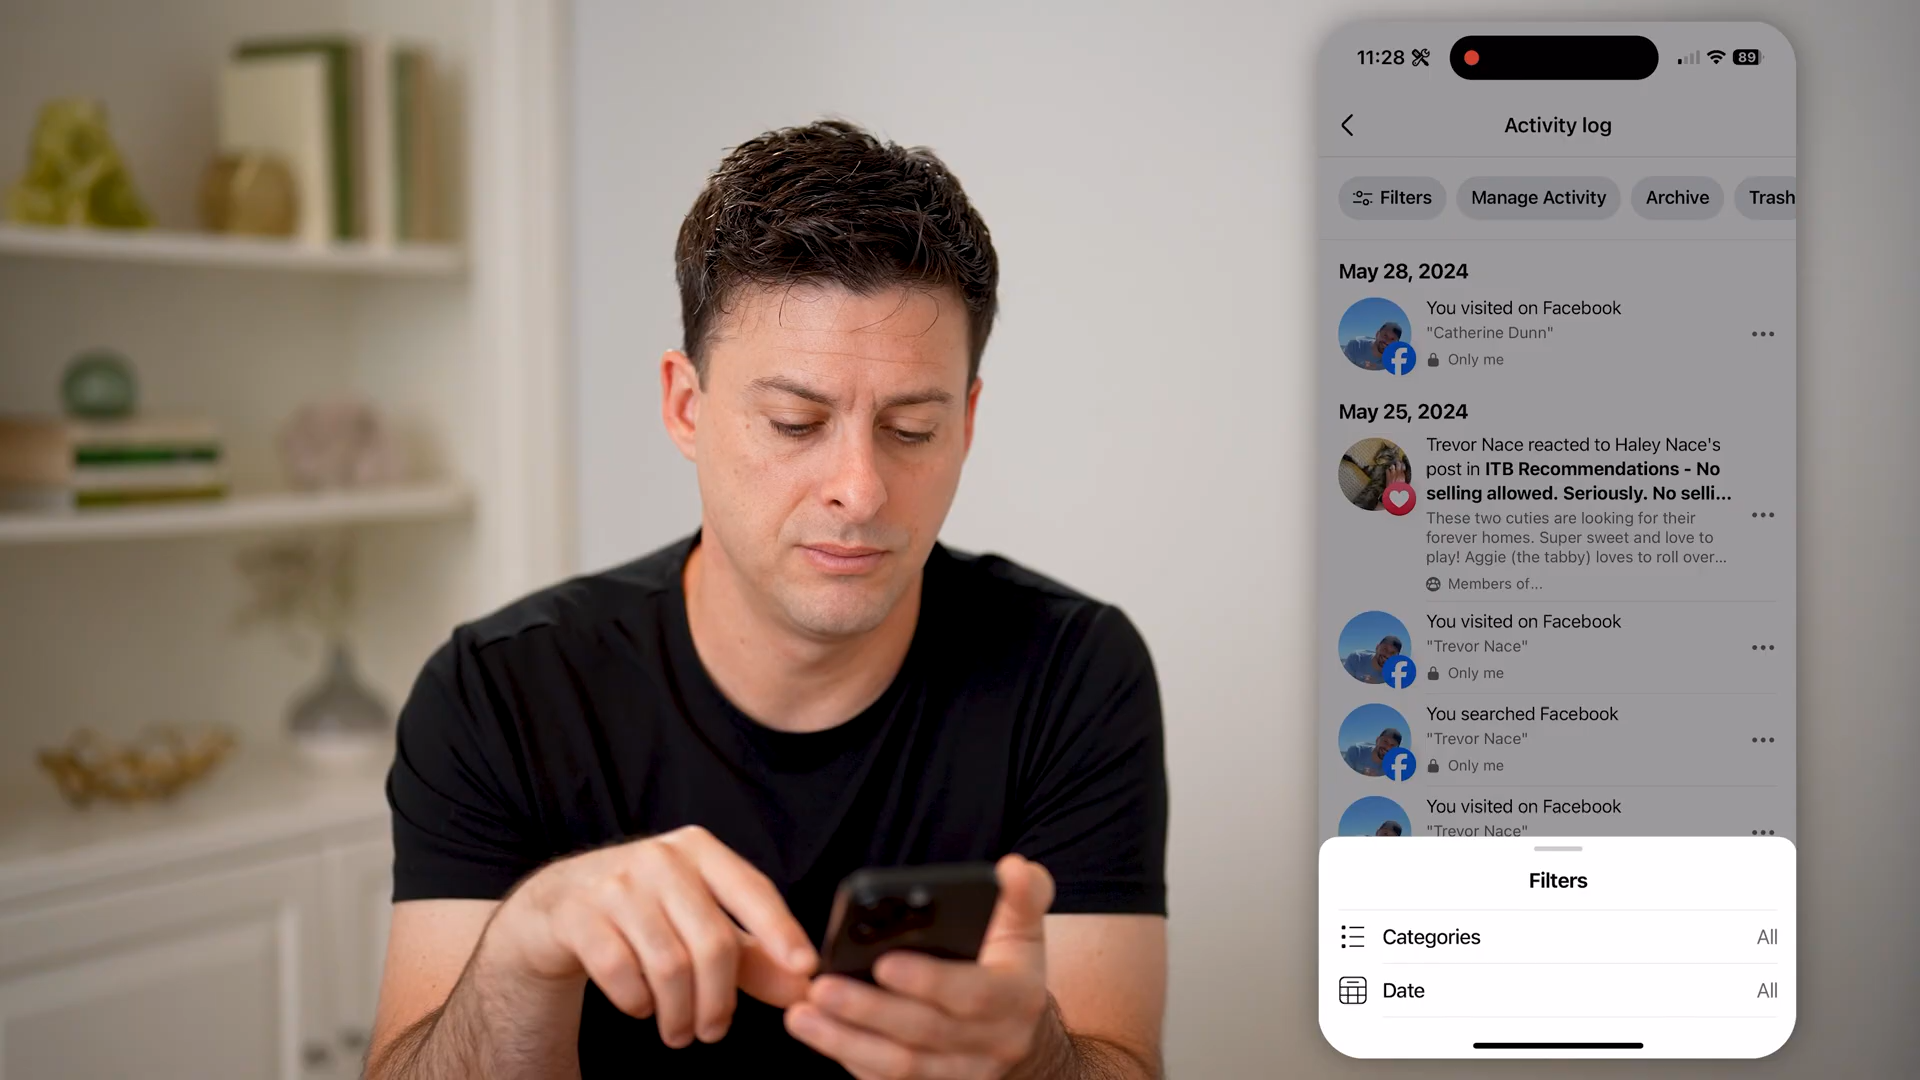 11:28
89
Activity log
Filters
Manage Activity
Archive
Trash
May 28, 2024
You visited on Facebook
"Catherine Dunn"
Only me
May 25, 2024
Trevor Nace reacted to Haley Nace's
post in ITB Recommendations - No
selling allowed. Seriously. No selli...
These two cuties are looking for their
forever homes. Super sweet and love to
play! Aggie (the tabby) loves to roll over...
Members of...
You visited on Facebook
"Trevor Nace"
Only me
You searched Facebook
"Trevor Nace"
Only me
You visited on Facebook
"Trevor Nace"
Filters
Categories
All
Date
All